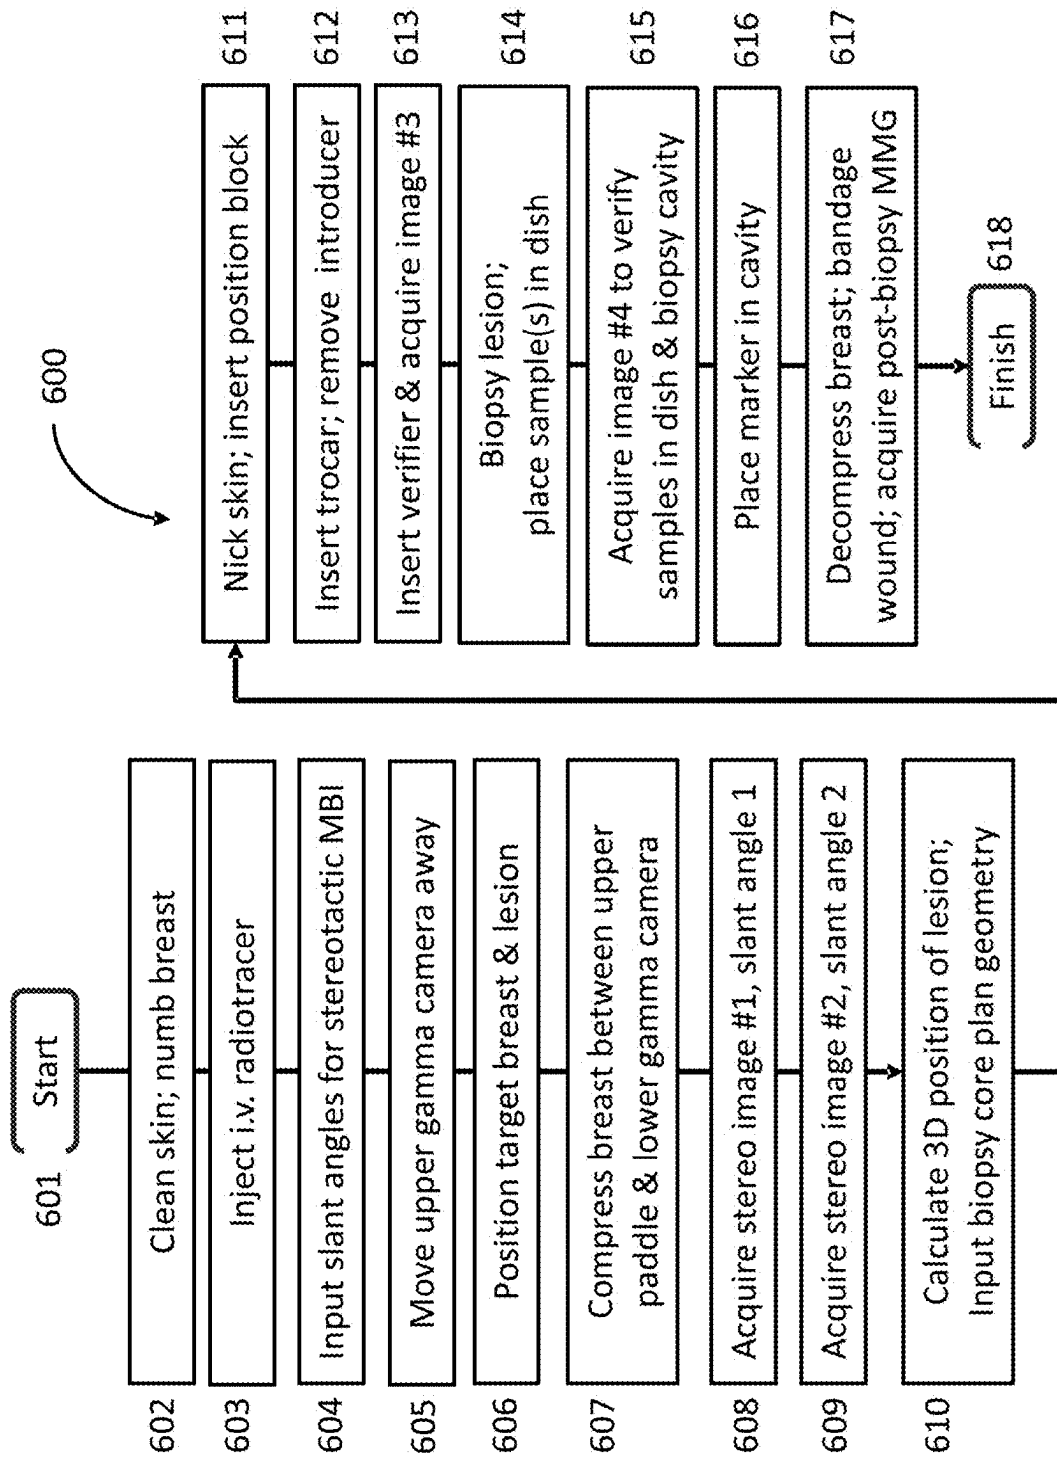 600
601 Start
602 Clean skin; numb breast
603 Inject i.v. radiotracer
604 Input slant angles for stereotactic MBI
605 Move upper gamma camera away
606 Position target breast & lesion
607 Compress breast between upper
paddle & lower gamma camera
608 Acquire stereo image #1, slant angle 1
609 Acquire stereo image #2, slant angle 2
610 Calculate 3D position of lesion;
Input biopsy core plan geometry
Nick skin; insert position block 611
Insert trocar; remove introducer 612
Insert verifier & acquire image #3 613
Biopsy lesion; 614
place sample(s) in dish
Acquire image #4 to verify 615
samples in dish & biopsy cavity
Place marker in cavity 616
Decompress breast; bandage 617
wound; acquire post-biopsy MMG
Finish 618